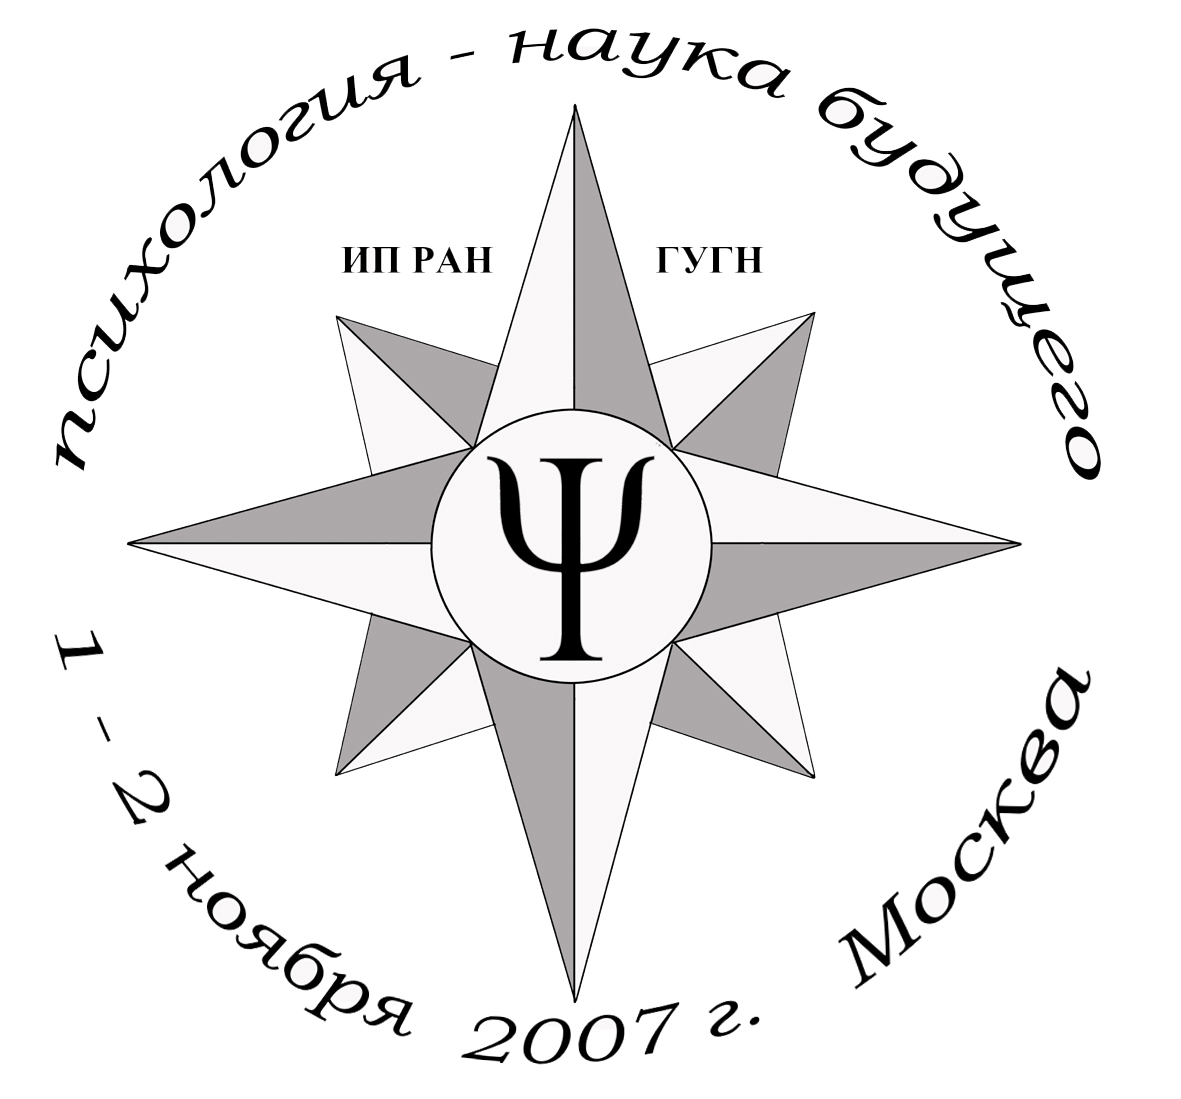 психология - наука будущего
ИП РАН
ГУГН
Ψ
1 - 2 ноября 2007 г. Москва